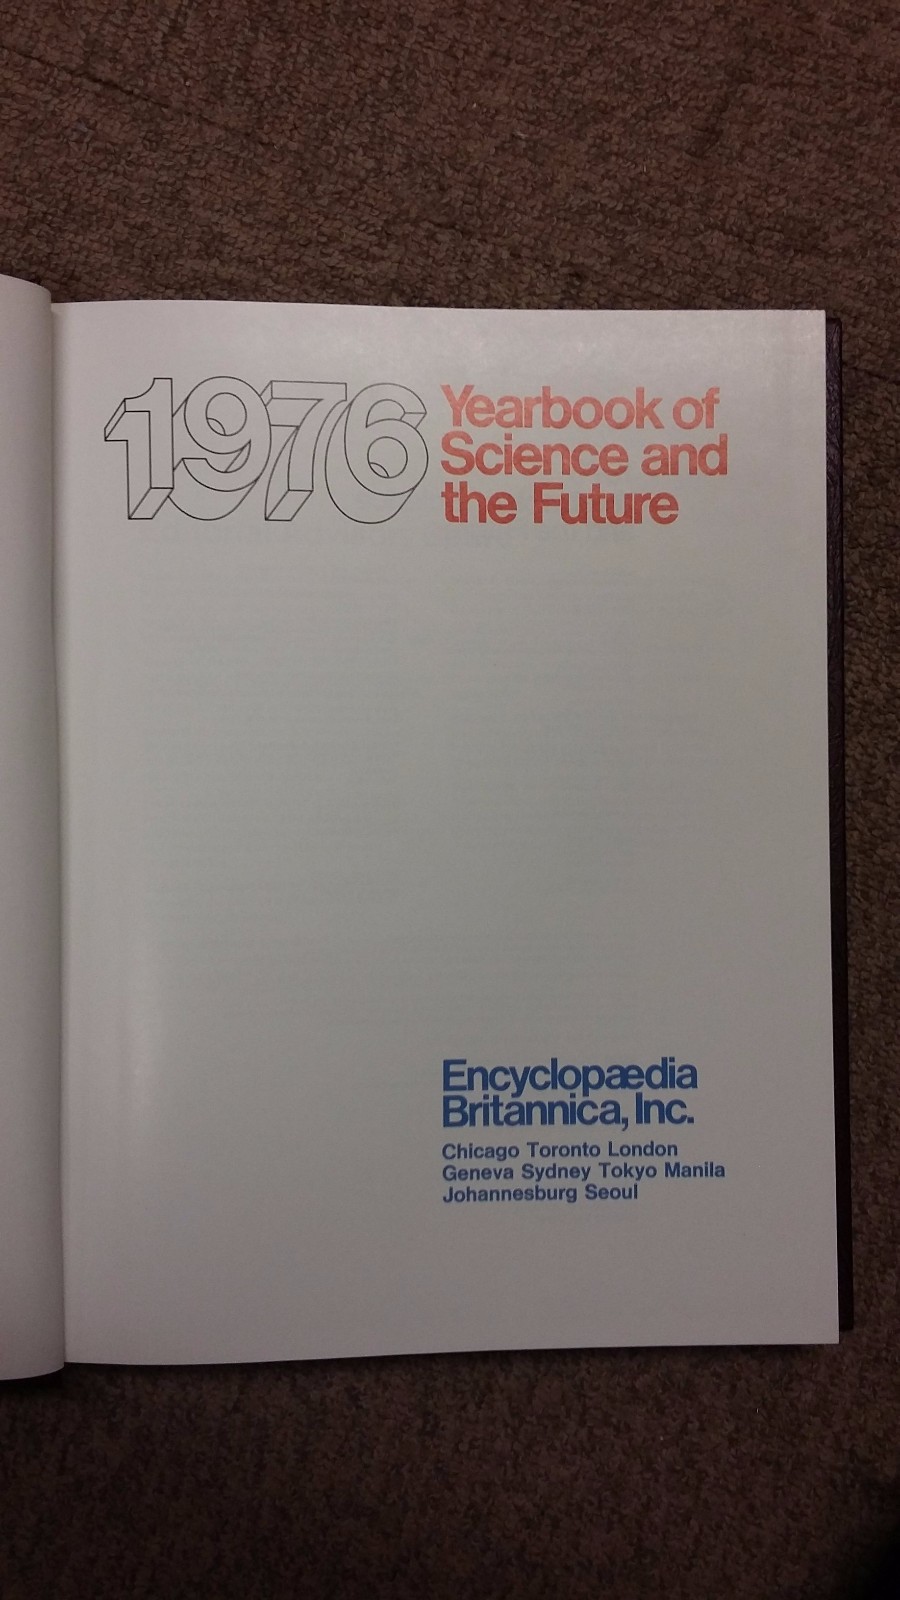 1976
Yearbook of
Science and
the Future
Encyclopædia
Britannica, Inc.
Chicago Toronto London
Geneva Sydney Tokyo Manila
Johannesburg Seoul